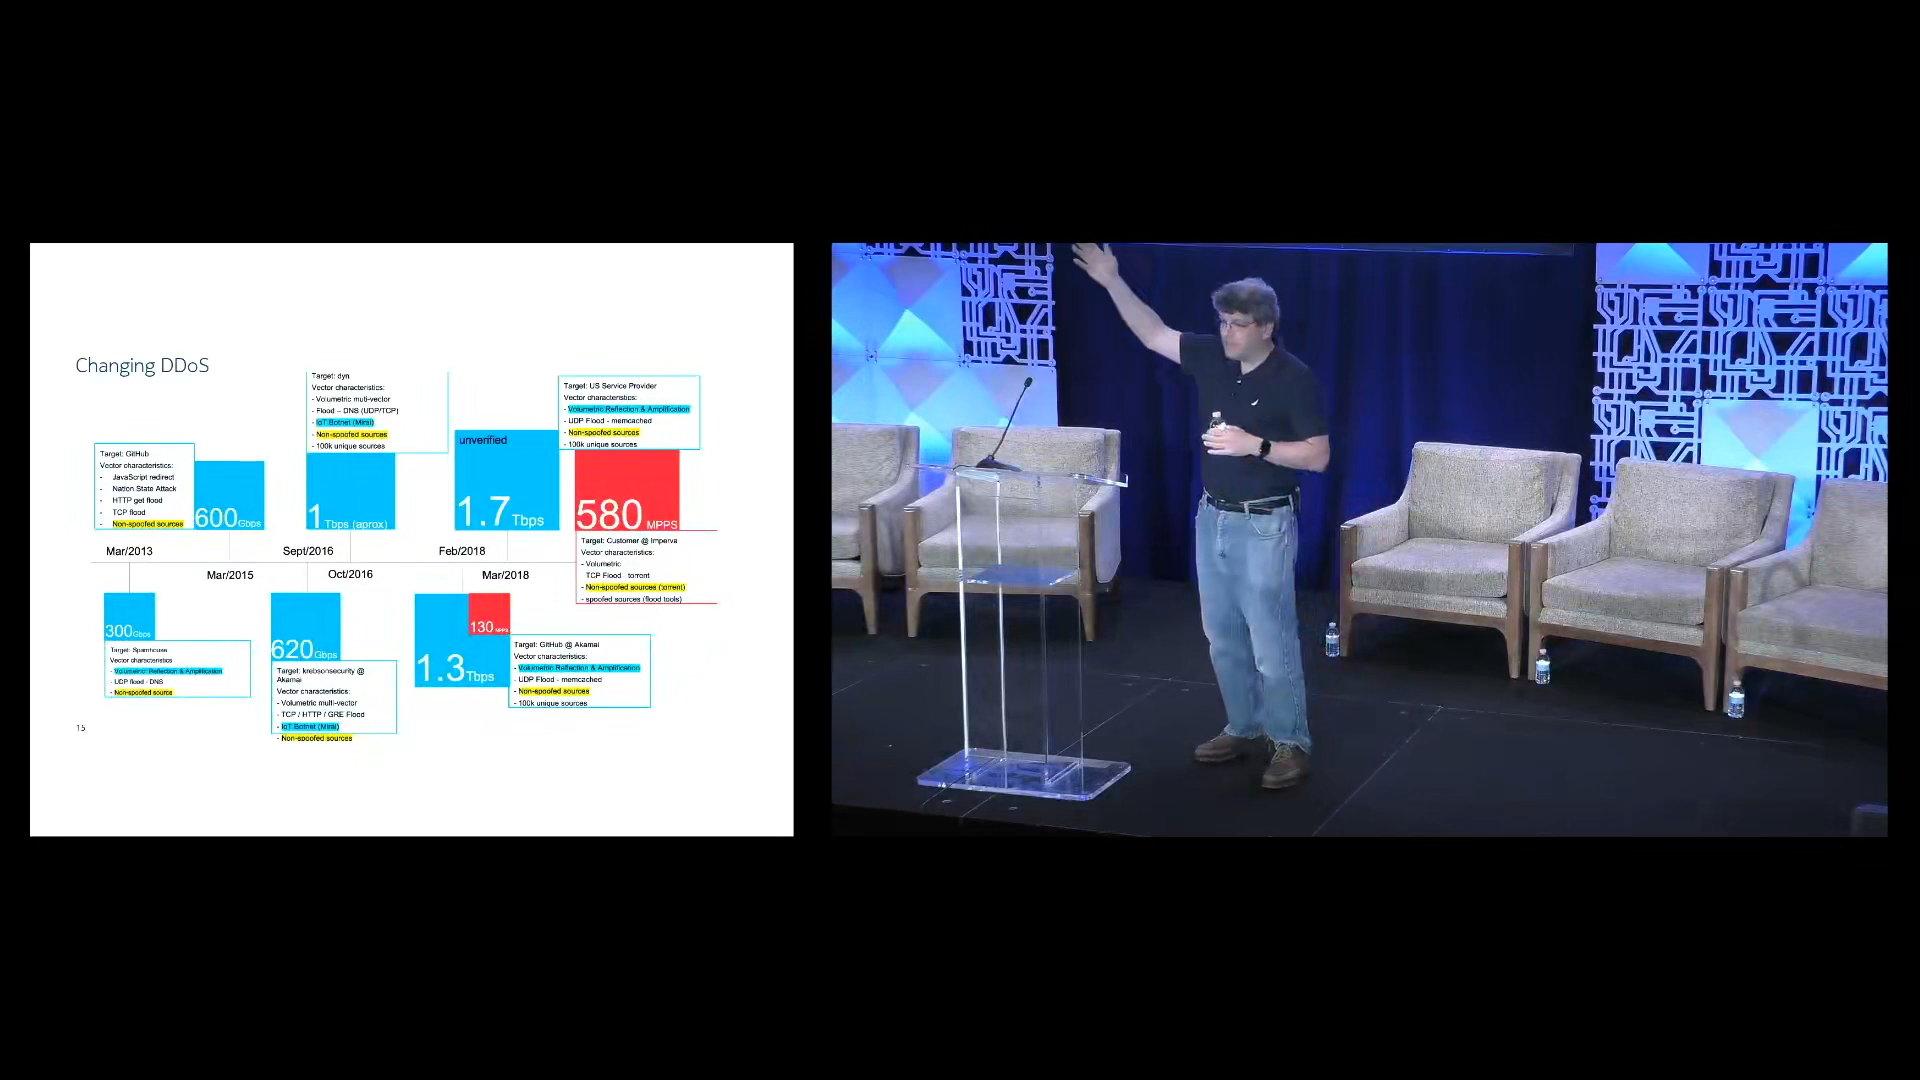 Changing DDoS
Target: dyn
Vector characteristics:
- Volumetric muti-vector
- Flood – DNS (UDP/TCP)
- IoT Botnet (Mirai)
- Non-spoofed sources
- 100k unique sources
Target: US Service Provider
Vector characteristics:
- Volumetric Reflection & Amplification
- UDP Flood - memcached
- Non-spoofed sources
- 100k unique sources
Target: GitHub
Vector characteristics:
- JavaScript redirect
- Nation State Attack
- HTTP get flood
- TCP flood
- Non-spoofed sources
600Gbps
1 Tbps (aprox)
unverified
1.7 Tbps
580 MPPS
Target: Customer @ Imperva
Vector characteristics:
- Volumetric
TCP Flood - torrent
- Non-spoofed sources (torrent)
- spoofed sources (flood tools)
Mar/2013
Sept/2016
Feb/2018
Mar/2015
Oct/2016
Mar/2018
300Gbps
Target: Spamhouse
Vector characteristics
- Volumetric Reflection & Amplification
- UDP flood - DNS
- Non-spoofed source
620Gbps
Target: krebsonsecurity @
Akamai
Vector characteristics:
- Volumetric multi-vector
- TCP / HTTP / GRE Flood
- IoT Botnet (Mirai)
- Non-spoofed sources
1.3Tbps
130 MPPS
Target: GitHub @ Akamai
Vector characteristics:
- Volumetric Reflection & Amplification
- UDP Flood - memcached
- Non-spoofed sources
- 100k unique sources
15